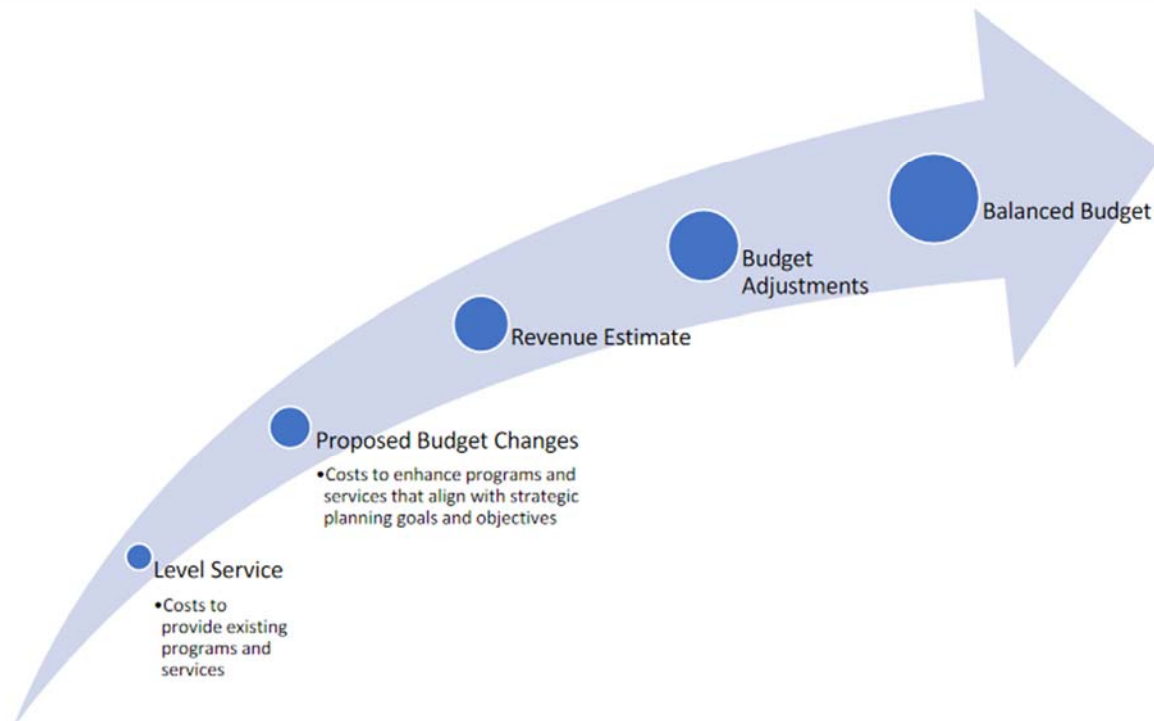 Level Service
•Costs to
provide existing
programs and
services
Proposed Budget Changes
•Costs to enhance programs and
services that align with strategic
planning goals and objectives
Revenue Estimate
Budget
Adjustments
Balanced Budget